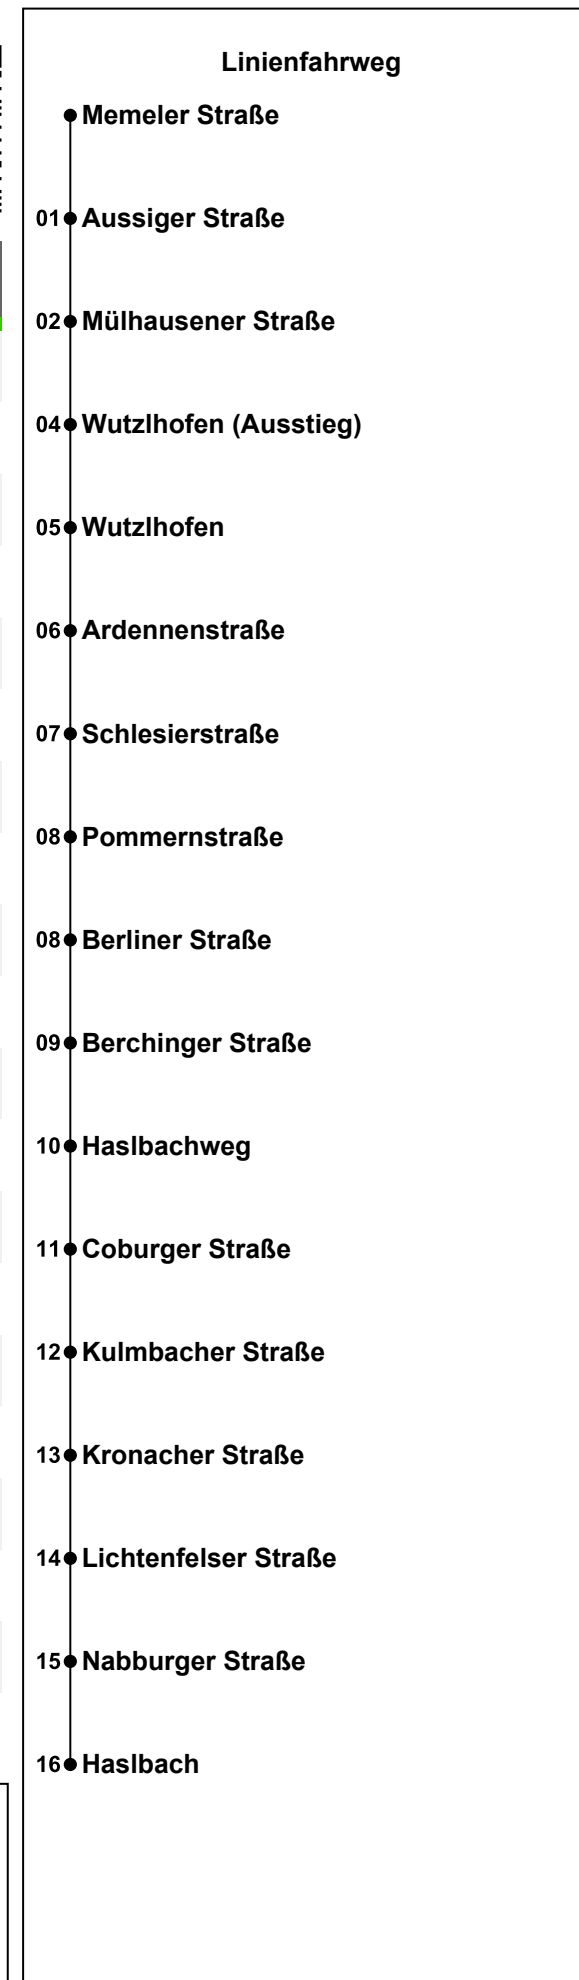 Linienfahrweg
Memeler Straße
01 Aussiger Straße
02 Mülhausener Straße
04 Wutzlhofen (Ausstieg)
05 Wutzlhofen
06 Ardennenstraße
07 Schlesierstraße
08 Pommernstraße
08 Berliner Straße
09 Berchinger Straße
10 Haslbachweg
11 Coburger Straße
12 Kulmbacher Straße
13 Kronacher Straße
14 Lichtenfelser Straße
15 Nabburger Straße
16 Haslbach